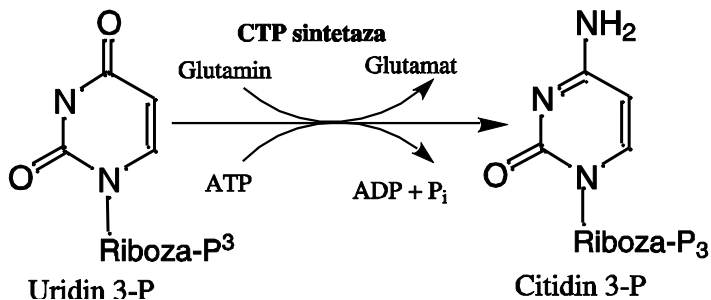 O
CTP sintetaza
NH2
Glutamin
Glutamat
N
N
O
N
O
N
ATP
ADP + Pi
Riboza-P³
Riboza-P₃
Uridin 3-P
Citidin 3-P